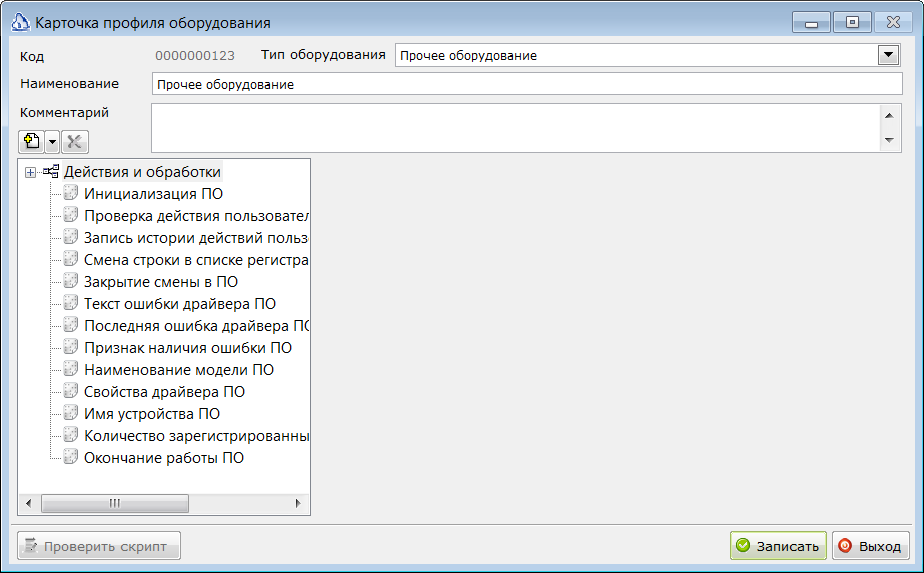 Карточка профиля оборудования
Код 0000000123 Тип оборудования Прочее оборудование
Наименование Прочее оборудование
Комментарий
Действия и обработки
Инициализация ПО
Проверка действия пользовател
Запись истории действий польз
Смена строки в списке регистра
Закрытие смены в ПО
Текст ошибки драйвера ПО
Последняя ошибка драйвера ПО
Признак наличия ошибки ПО
Наименование модели ПО
Свойства драйвера ПО
Имя устройства ПО
Количество зарегистрированны
Окончание работы ПО
Проверить скрипт Записать Выход